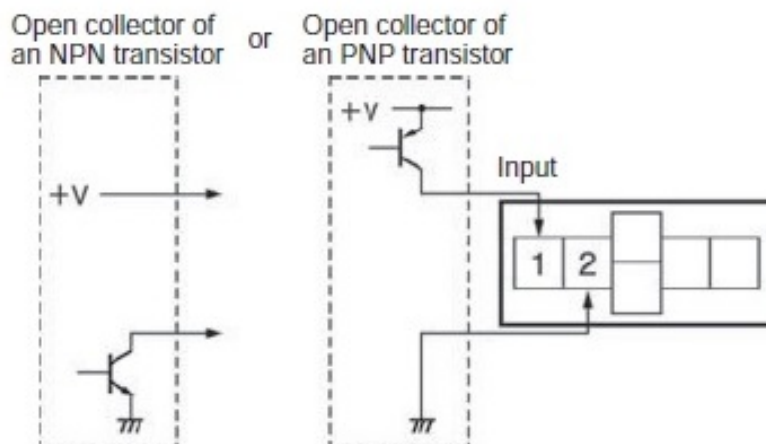 Open collector of
an NPN transistor
or
Open collector of
an PNP transistor
+V
+V
Input
1 2